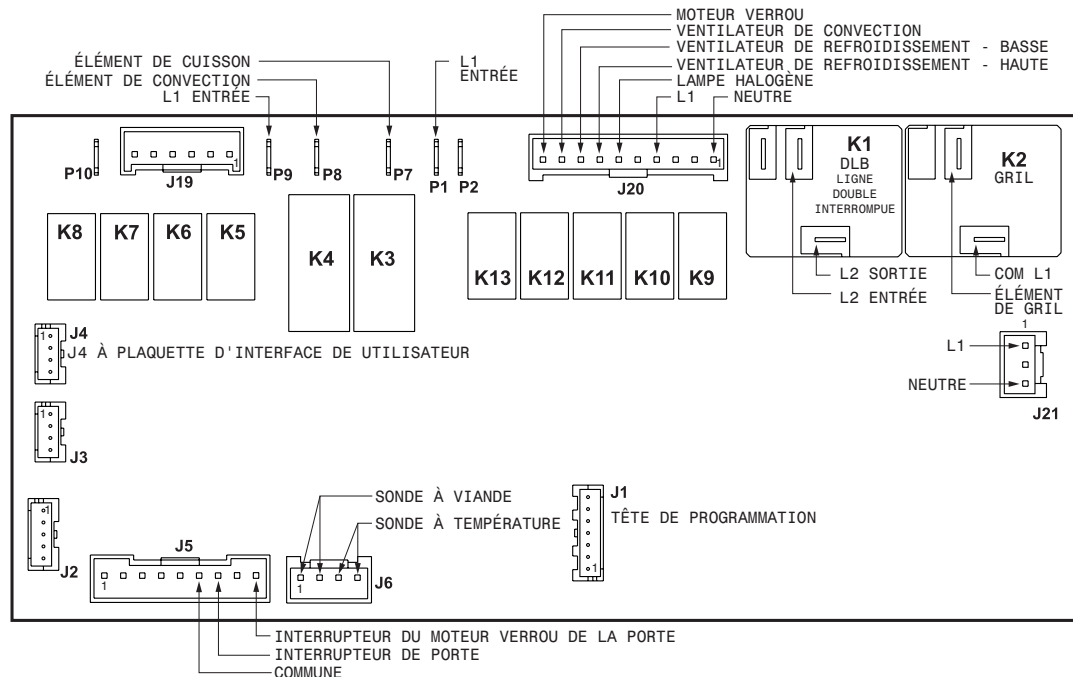 MOTEUR VERROU
VENTILATEUR DE CONVECTION
VENTILATEUR DE REFROIDISSEMENT - BASSE
VENTILATEUR DE REFROIDISSEMENT - HAUTE
LAMPE HALOGÈNE
L1
NEUTRE
ÉLÉMENT DE CUISSON
ÉLÉMENT DE CONVECTION
L1 ENTRÉE
L1
ENTRÉE
P10
1
J19
P9
P8
P7
P1
P2
1
J20
K1
DLB
LIGNE
DOUBLE
INTERROMPUE
K2
GRIL
K8
K7
K6
K5
K4
K3
K13
K12
K11
K10
K9
L2 SORTIE
L2 ENTRÉE
COM L1
ÉLÉMENT
DE GRIL
J4
1
J4 À PLAQUETTE D'INTERFACE DE UTILISATEUR
1
L1
NEUTRE
J21
1
J3
1
J2
J5
1
SONDE À VIANDE
SONDE À TEMPÉRATURE
1
J6
J1
TÊTE DE PROGRAMMATION
1
INTERRUPTEUR DU MOTEUR VERROU DE LA PORTE
INTERRUPTEUR DE PORTE
COMMUNE